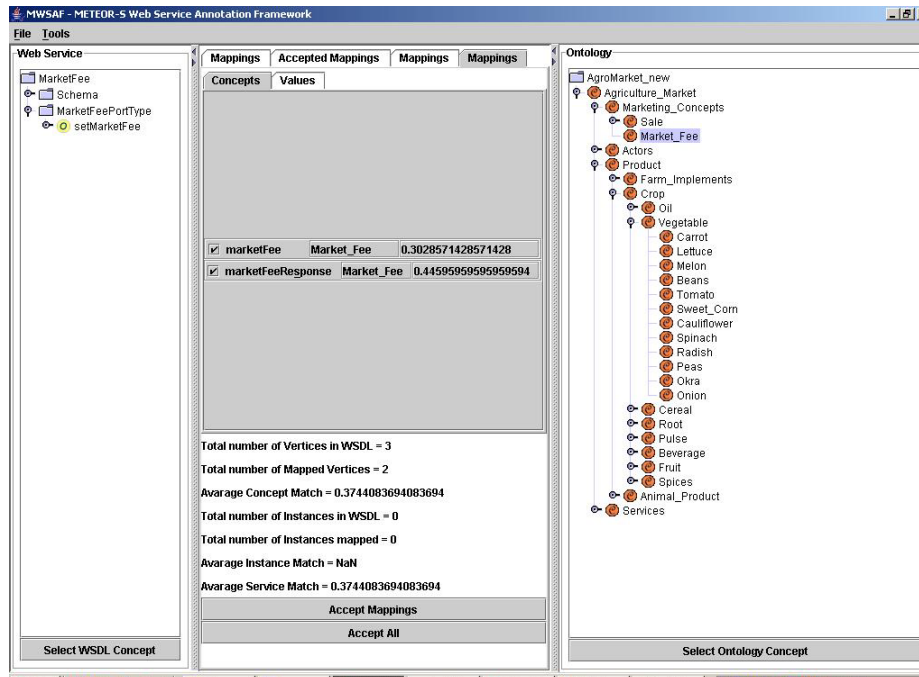 MWSAF - METEOR-S Web Service Annotation Framework
File Tools
Web Service
MarketFee
Schema
MarketFeePortType
setMarketFee
Select WSDL Concept
Mappings Accepted Mappings Mappings Mappings
Concepts Values
marketFee Market_Fee 0.3028571428571428
marketFeeResponse Market_Fee 0.44595959595959594
Total number of Vertices in WSDL = 3
Total number of Mapped Vertices = 2
Avarage Concept Match = 0.3744083694083694
Total number of Instances in WSDL = 0
Total number of Instances mapped = 0
Avarage Instance Match = NaN
Avarage Service Match = 0.3744083694083694
Accept Mappings
Accept All
Ontology
AgroMarket_new
Agriculture_Market
Marketing_Concepts
Sale
Market_Fee
Actors
Product
Farm_Implements
Crop
Oil
Vegetable
Carrot
Lettuce
Melon
Beans
Tomato
Sweet_Corn
Cauliflower
Spinach
Radish
Peas
Okra
Onion
Cereal
Root
Pulse
Beverage
Fruit
Spices
Animal_Product
Services
Select Ontology Concept